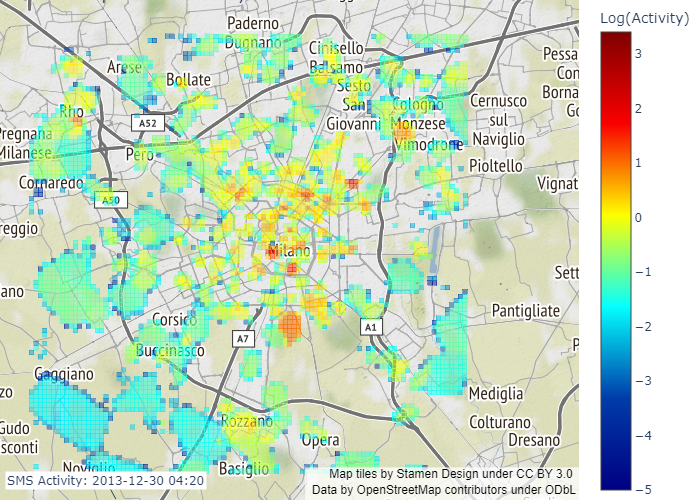 Log(Activity)
Paderno
Dugnano
Cinisello
Balsamo
Arese
Bollate
Sesto
San
Giovanni
Cologno
Monzese
Cernusco
sul
Naviglio
Pessa
Borna
Rho
A52
Pregnana
Milanese
Pero
Vimodrone
Pioltello
Cornaredo
A50
Vignat
reggio
Milano
Sett
ano
Pantigliate
Corsico
A7
A1
Buccinasco
Gaggiano
Mediglia
Rozzano
Colturano
Gudo
sconti
Opera
Dresano
Noviglio
Basiglio
SMS Activity: 2013-12-30 04:20
Map tiles by Stamen Design under CC BY 3.0
Data by OpenStreetMap contributors under ODbL
3
2
1
0
−1
−2
−3
−4
−5